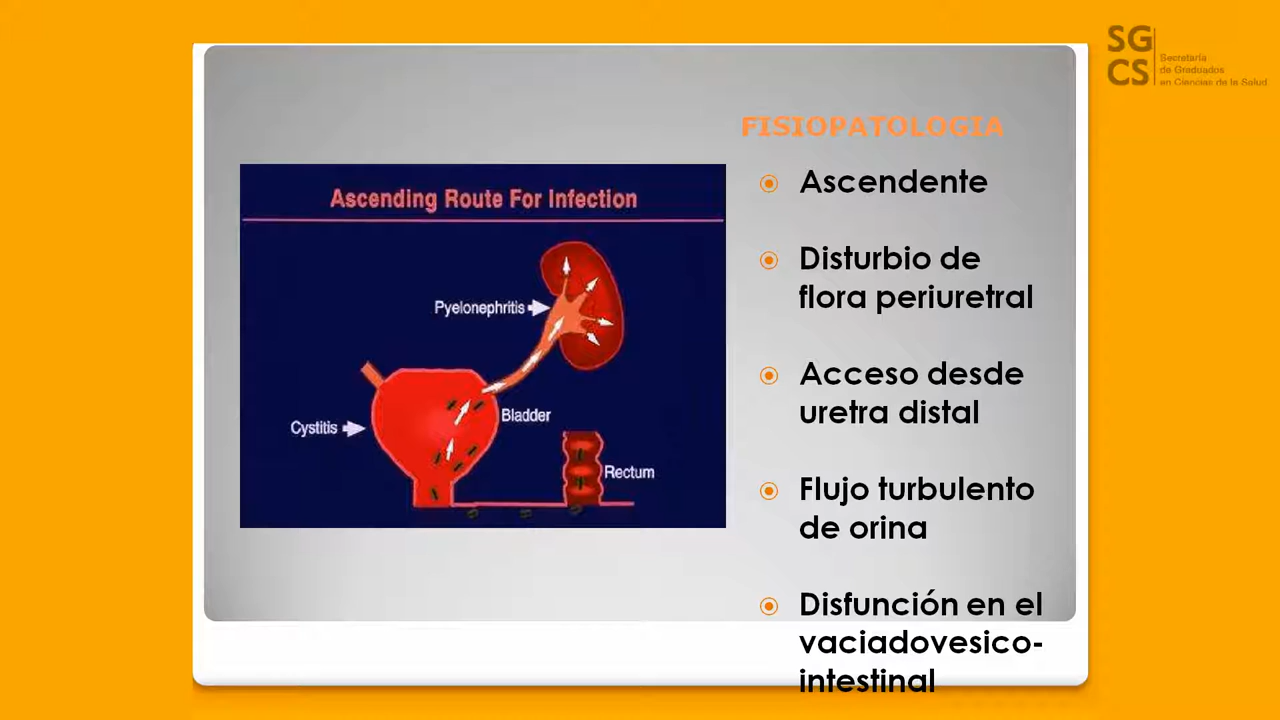 SG
CS
Secretaría
de Graduados
en Ciencias de la Salud
FISIOPATOLOGIA
Ascending Route For Infection
Pyelonephritis
Cystitis
Bladder
Rectum
Ascendente
Disturbio de
flora periuretral
Acceso desde
uretra distal
Flujo turbulento
de orina
Disfunción en el
vaciadovesico-
intestinal